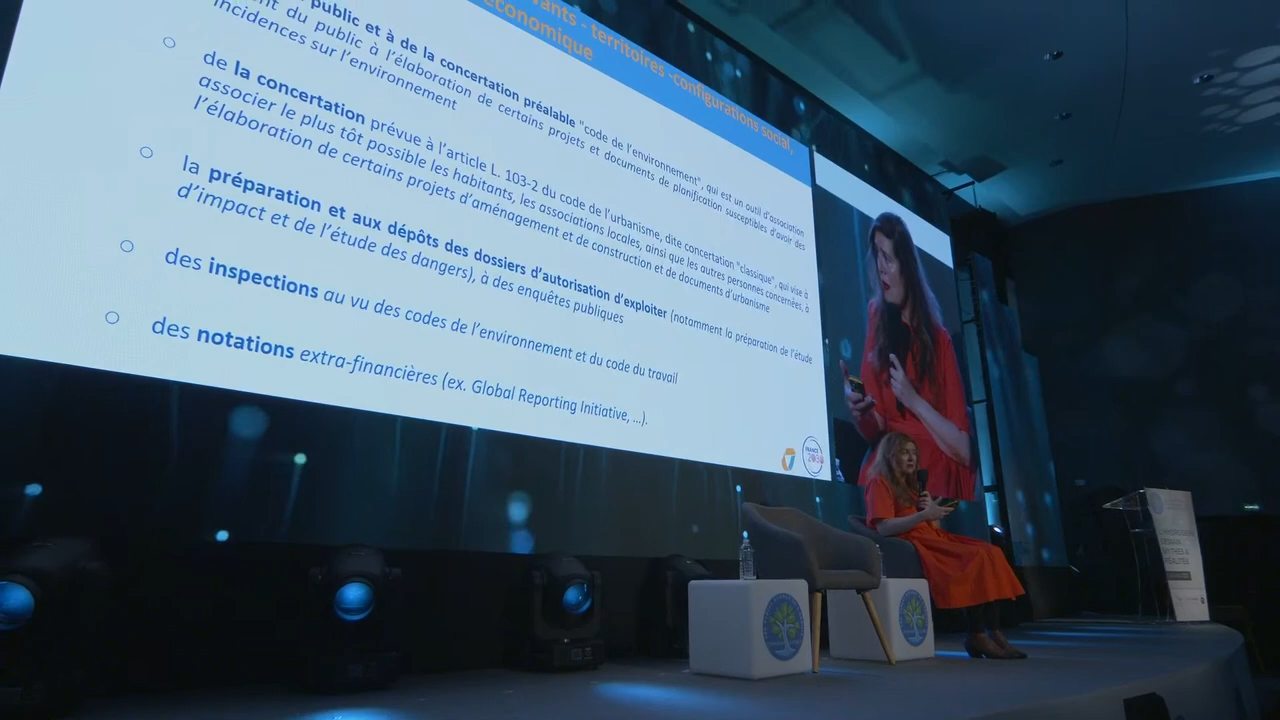 vants - territoires -configurations social,
économique
public et à de la concertation préalable "code de l'environnement", qui est un outil d'association
ent du public à l'élaboration de certains projets et documents de planification susceptibles d'avoir des
incidences sur l'environnement
○ de la concertation prévue à l'article L. 103-2 du code de l'urbanisme, dite concertation "classique", qui vise à
associer le plus tôt possible les habitants, les associations locales, ainsi que les autres personnes concernées, à
l'élaboration de certains projets d'aménagement et de construction et de documents d'urbanisme
○ la préparation et aux dépôts des dossiers d'autorisation d'exploiter (notamment la préparation de l'étude
d'impact et de l'étude des dangers), à des enquêtes publiques
○ des inspections au vu des codes de l'environnement et du code du travail
○ des notations extra-financières (ex. Global Reporting Initiative, ...).
FRANCE
2030
MYTHES &